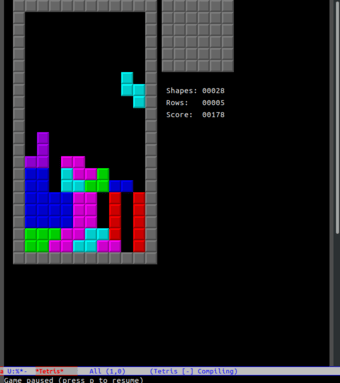 Shapes: 00028
Rows: 00005
Score: 00178
U:%*- *Tetris* All (1,0) (Tetris [-] Compiling)
Game paused (press p to resume)